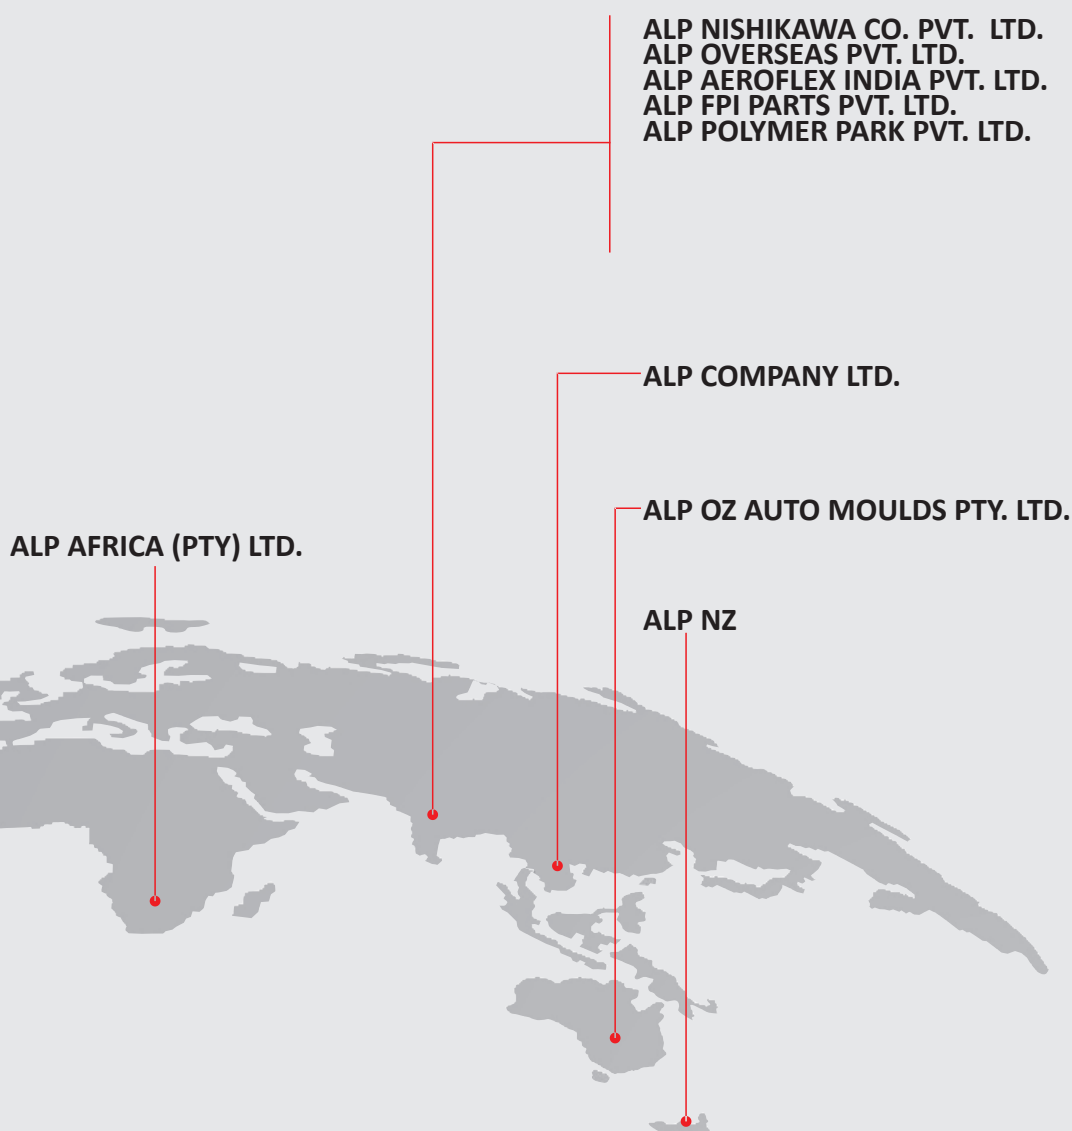 ALP NISHIKAWA CO. PVT. LTD.
ALP OVERSEAS PVT. LTD.
ALP AEROFLEX INDIA PVT. LTD.
ALP FPI PARTS PVT. LTD.
ALP POLYMER PARK PVT. LTD.
ALP COMPANY LTD.
ALP OZ AUTO MOULDS PTY. LTD.
ALP AFRICA (PTY) LTD.
ALP NZ